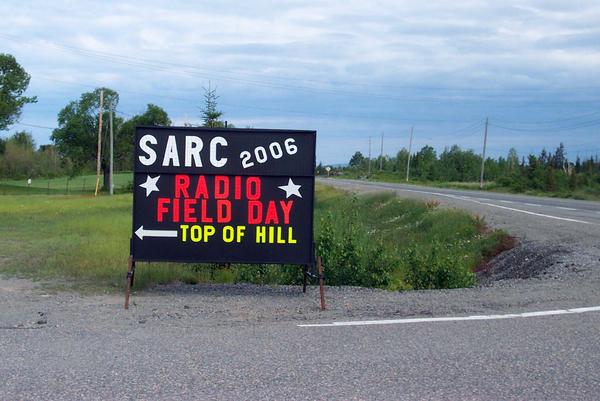 SARC 2006
RADIO
FIELD DAY
TOP OF HILL